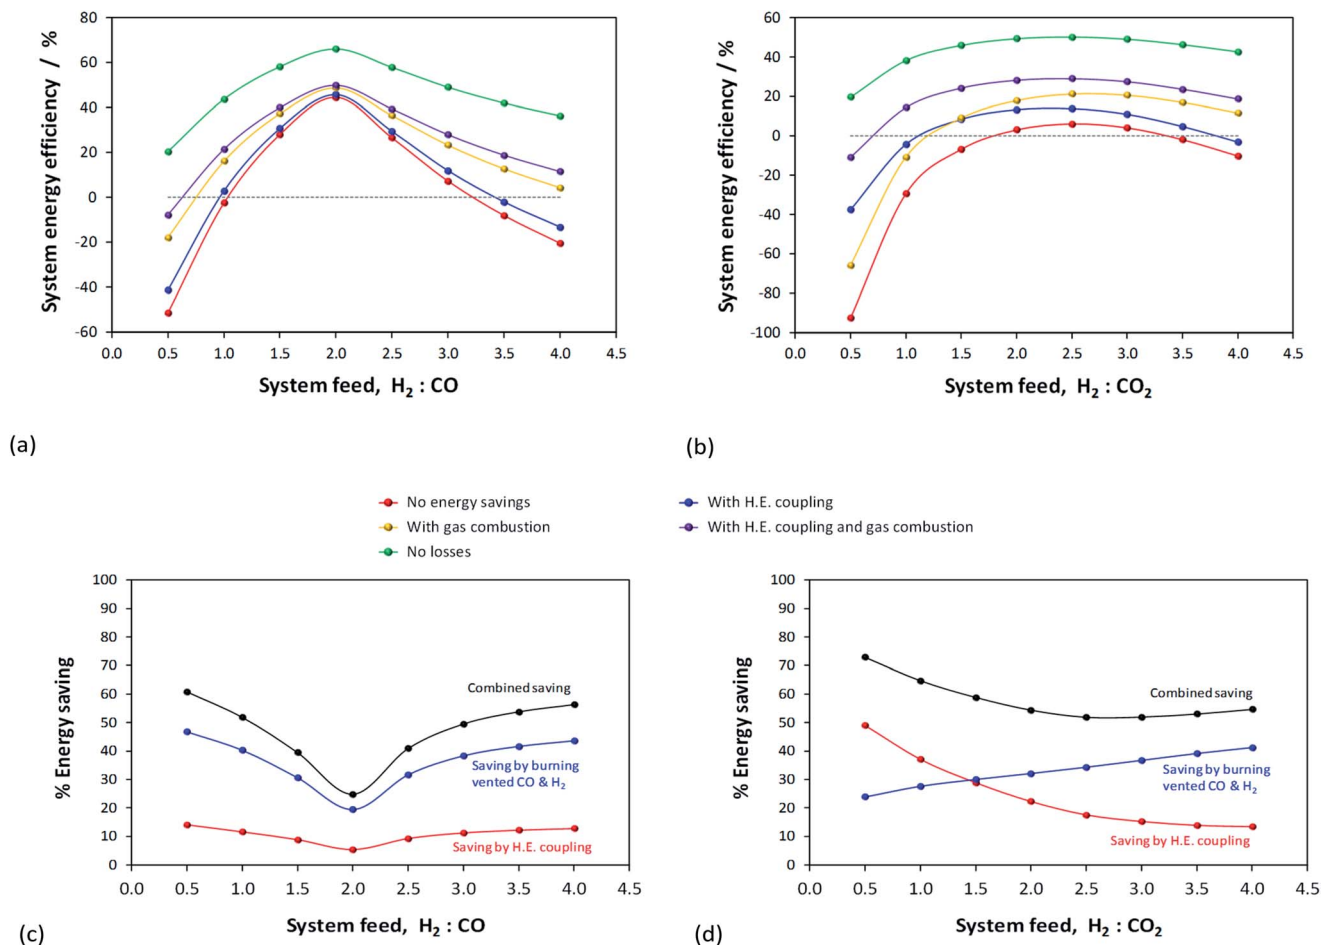 System energy efficiency / %
80
60
40
20
0
-20
-40
-60
0.0 0.5 1.0 1.5 2.0 2.5 3.0 3.5 4.0 4.5
System feed, H₂ : CO
(a)
System energy efficiency / %
60
40
20
0
-20
-40
-60
-80
-100
0.0 0.5 1.0 1.5 2.0 2.5 3.0 3.5 4.0 4.5
System feed, H₂ : CO₂
(b)
No energy savings
With H.E. coupling
With gas combustion
With H.E. coupling and gas combustion
No losses
% Energy saving
100
90
80
70
60
50
40
30
20
10
0
Combined saving
Saving by burning
vented CO & H₂
Saving by H.E. coupling
0.0 0.5 1.0 1.5 2.0 2.5 3.0 3.5 4.0 4.5
System feed, H₂ : CO
(c)
% Energy saving
100
90
80
70
60
50
40
30
20
10
0
Combined saving
Saving by burning
vented CO & H₂
Saving by H.E. coupling
0.0 0.5 1.0 1.5 2.0 2.5 3.0 3.5 4.0 4.5
System feed, H₂ : CO₂
(d)